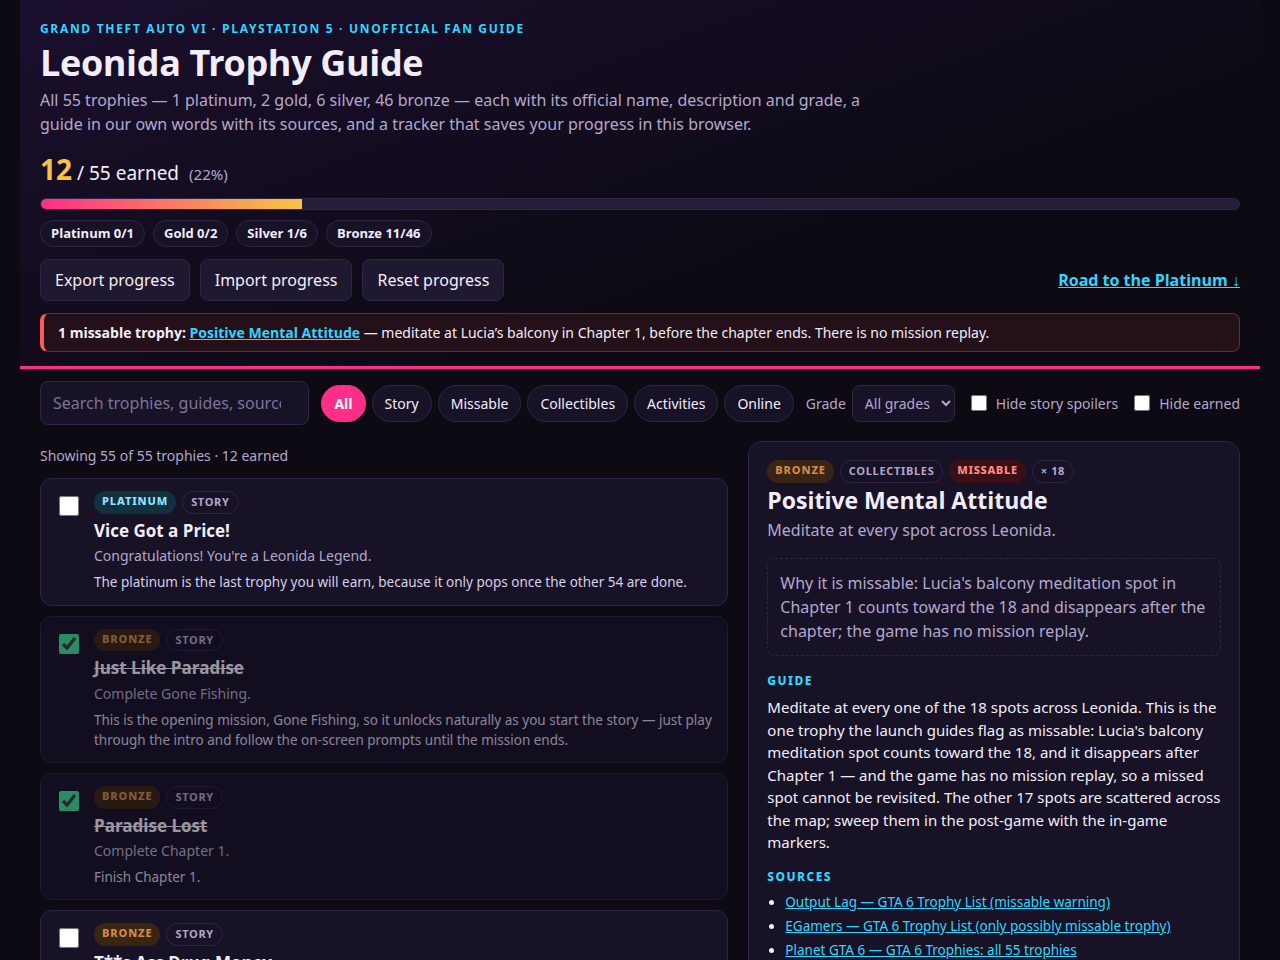 GRAND THEFT AUTO VI · PLAYSTATION 5 · UNOFFICIAL FAN GUIDE
Leonida Trophy Guide
All 55 trophies — 1 platinum, 2 gold, 6 silver, 46 bronze — each with its official name, description and grade, a
guide in our own words with its sources, and a tracker that saves your progress in this browser.
12 / 55 earned (22%)
Platinum 0/1 Gold 0/2 Silver 1/6 Bronze 11/46
Export progress Import progress Reset progress Road to the Platinum ↓
1 missable trophy: Positive Mental Attitude — meditate at Lucia's balcony in Chapter 1, before the chapter ends. There is no mission replay.
Search trophies, guides, sourc All Story Missable Collectibles Activities Online Grade All grades Hide story spoilers Hide earned
Showing 55 of 55 trophies · 12 earned
PLATINUM STORY
Vice Got a Price!
Congratulations! You're a Leonida Legend.
The platinum is the last trophy you will earn, because it only pops once the other 54 are done.
BRONZE STORY
Just Like Paradise
Complete Gone Fishing.
This is the opening mission, Gone Fishing, so it unlocks naturally as you start the story — just play
through the intro and follow the on-screen prompts until the mission ends.
BRONZE STORY
Paradise Lost
Complete Chapter 1.
Finish Chapter 1.
BRONZE STORY
BRONZE COLLECTIBLES MISSABLE × 18
Positive Mental Attitude
Meditate at every spot across Leonida.
Why it is missable: Lucia's balcony meditation spot in
Chapter 1 counts toward the 18 and disappears after the
chapter; the game has no mission replay.
GUIDE
Meditate at every one of the 18 spots across Leonida. This is the
one trophy the launch guides flag as missable: Lucia's balcony
meditation spot counts toward the 18, and it disappears after
Chapter 1 — and the game has no mission replay, so a missed
spot cannot be revisited. The other 17 spots are scattered across
the map; sweep them in the post-game with the in-game
markers.
SOURCES
Output Lag — GTA 6 Trophy List (missable warning)
EGamers — GTA 6 Trophy List (only possibly missable trophy)
Planet GTA 6 — GTA 6 Trophies: all 55 trophies